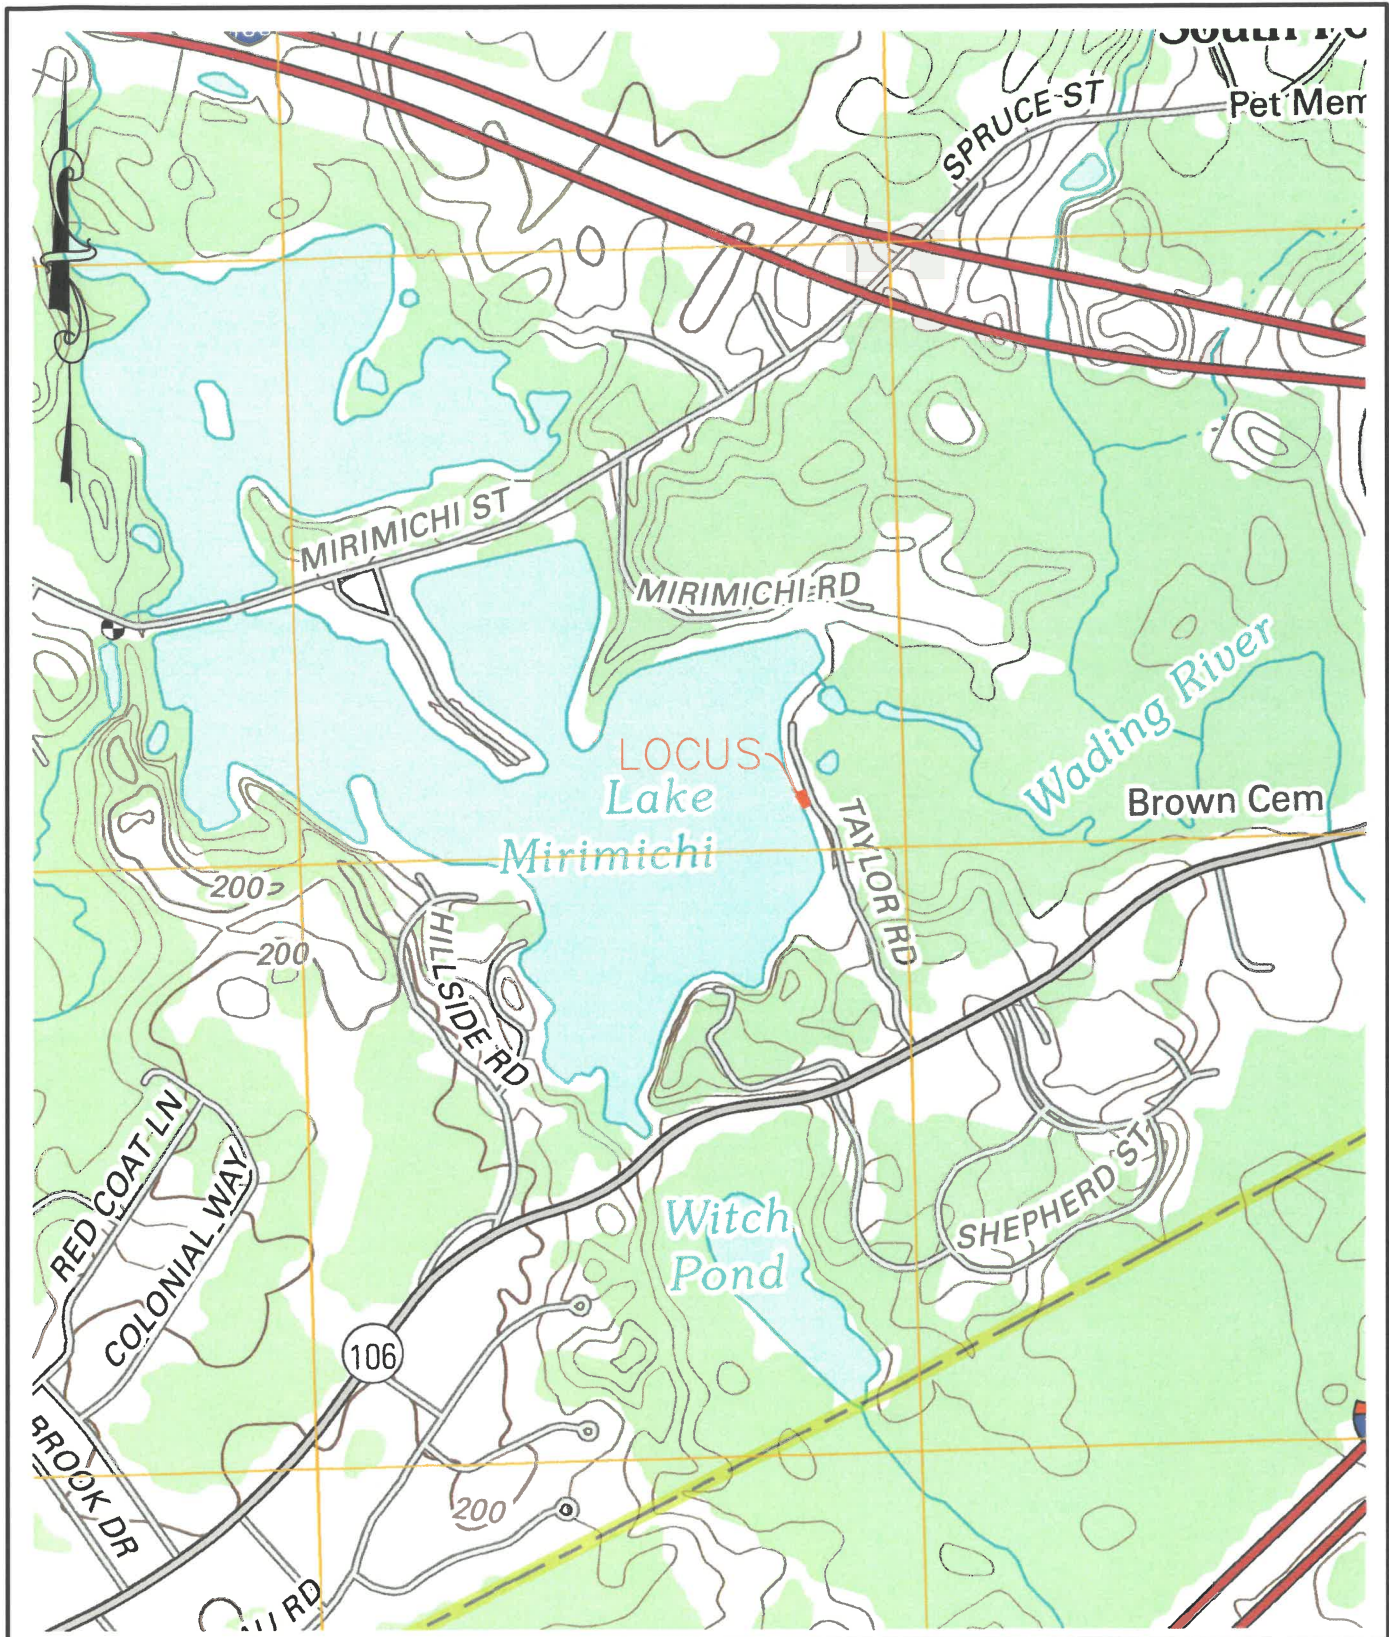 SPRUCE ST
Pet Mem
MIRIMICHI ST
MIRIMICHI RD
Wading River
LOCUS
Lake
Mirimichi
Brown Cem
TAYLOR RD
200
200
HILLSIDE RD
RED COAT LN
COLONIAL WAY
SHEPHERD ST
Witch
Pond
106
BROOK DR
200